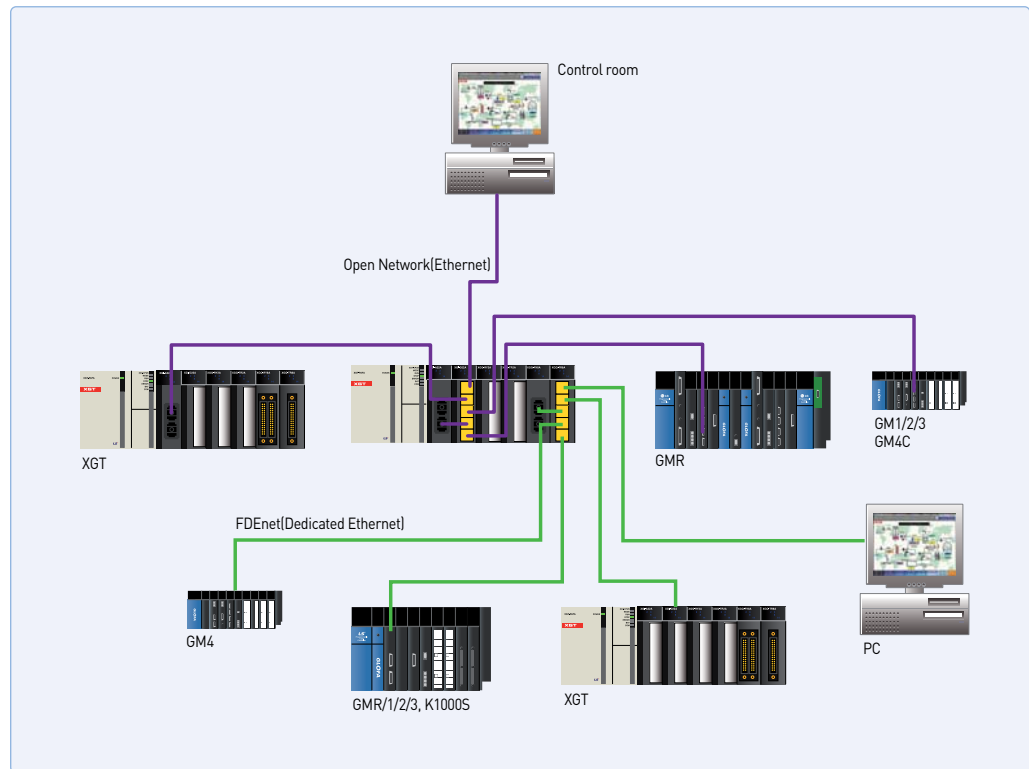 Control room
Open Network(Ethernet)
XGT
XGT
GMR
GM1/2/3
GM4C
FDEnet(Dedicated Ethernet)
GM4
GMR/1/2/3, K1000S
XGT
PC